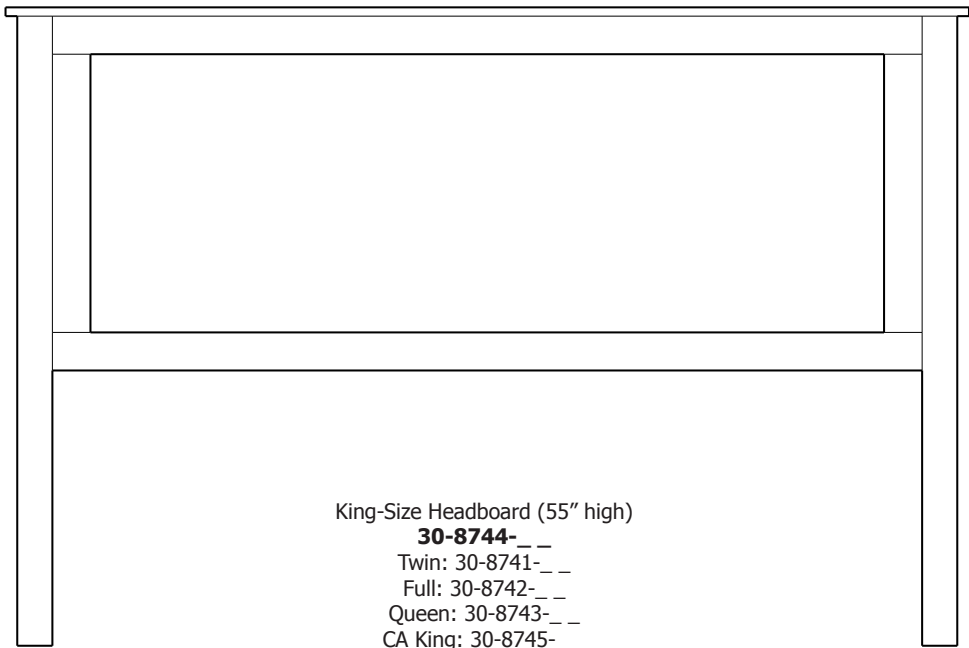 King-Size Headboard (55” high)
30-8744-_ _
Twin: 30-8741-_ _
Full: 30-8742-_ _
Queen: 30-8743-_ _
CA King: 30-8745-